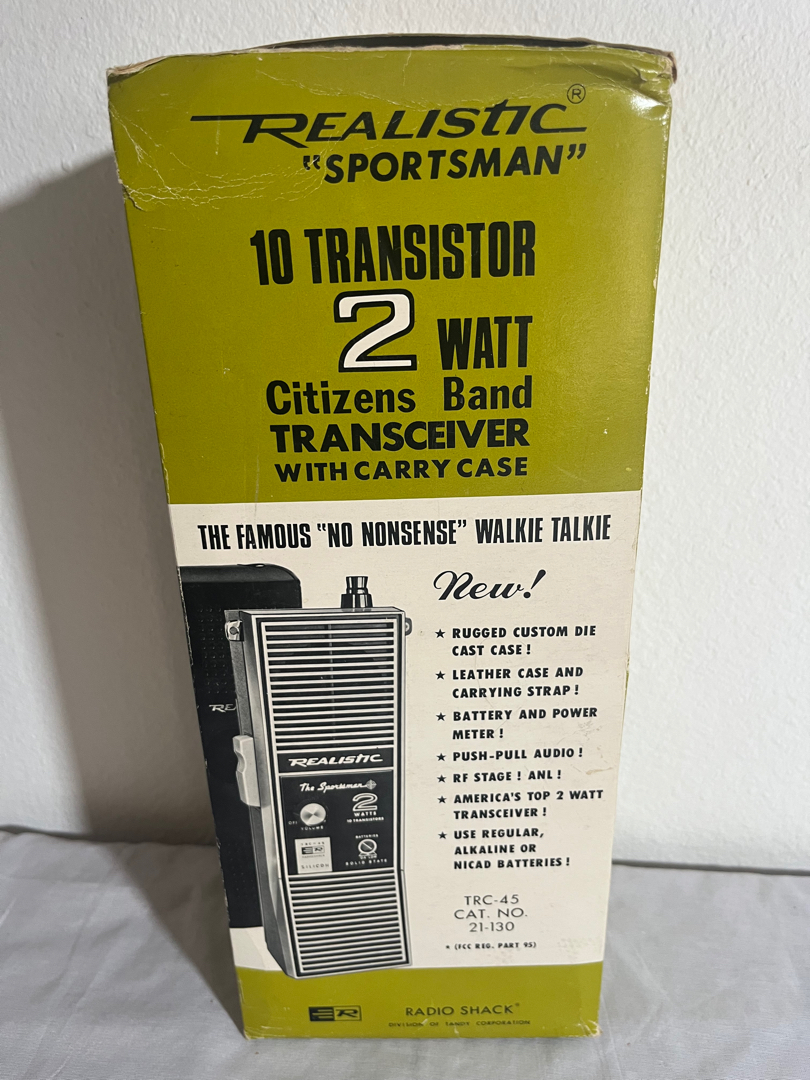 REALISTIC®
"SPORTSMAN"
10 TRANSISTOR
2 WATT
Citizens Band
TRANSCEIVER
WITH CARRY CASE
THE FAMOUS "NO NONSENSE" WALKIE TALKIE
New!
★ RUGGED CUSTOM DIE
CAST CASE!
★ LEATHER CASE AND
CARRYING STRAP!
★ BATTERY AND POWER
METER!
★ PUSH-PULL AUDIO!
★ RF STAGE! ANL!
★ AMERICA'S TOP 2 WATT
TRANSCEIVER!
★ USE REGULAR,
ALKALINE OR
NICAD BATTERIES!
TRC-45
CAT. NO.
21-130
* (FCC REG. PART 95)
REA
REALISTIC
The Sportsman
2
WATTS
10 TRANSISTORS
OFF
VOLUME
BATTERIES
SILICON
SOLID STATE
RADIO SHACK®
DIVISION OF TANDY CORPORATION